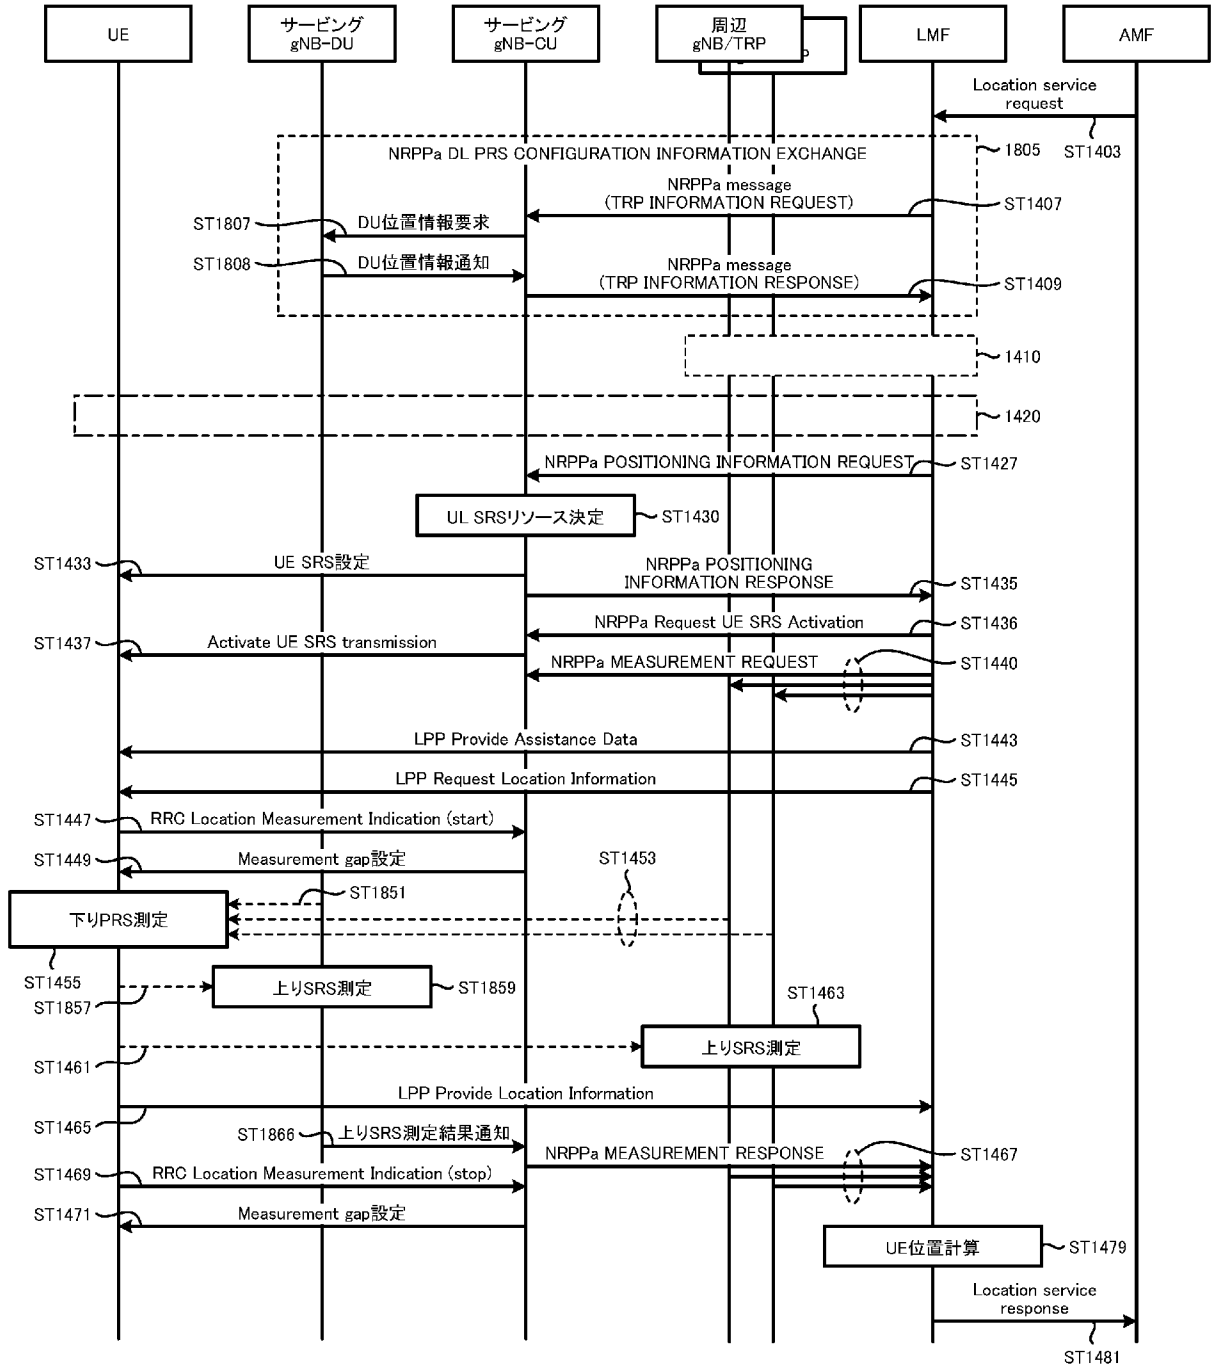 UE
サービング
gNB-DU
サービング
gNB-CU
周辺
gNB/TRP
LMF
AMF
Location service
request
ST1403
1805
NRPPa DL PRS CONFIGURATION INFORMATION EXCHANGE
NRPPa message
(TRP INFORMATION REQUEST)
ST1407
ST1807
DU位置情報要求
ST1808
DU位置情報通知
NRPPa message
(TRP INFORMATION RESPONSE)
ST1409
1410
1420
NRPPa POSITIONING INFORMATION REQUEST
ST1427
UL SRSリソース決定
ST1430
ST1433
UE SRS設定
NRPPa POSITIONING
INFORMATION RESPONSE
ST1435
NRPPa Request UE SRS Activation
ST1436
ST1437
Activate UE SRS transmission
NRPPa MEASUREMENT REQUEST
ST1440
LPP Provide Assistance Data
ST1443
LPP Request Location Information
ST1445
ST1447
RRC Location Measurement Indication (start)
ST1449
Measurement gap設定
ST1453
ST1851
下りPRS測定
ST1455
ST1857
上りSRS測定
ST1859
ST1463
上りSRS測定
ST1461
LPP Provide Location Information
ST1465
ST1866
上りSRS測定結果通知
NRPPa MEASUREMENT RESPONSE
ST1467
ST1469
RRC Location Measurement Indication (stop)
ST1471
Measurement gap設定
UE位置計算
ST1479
Location service
response
ST1481